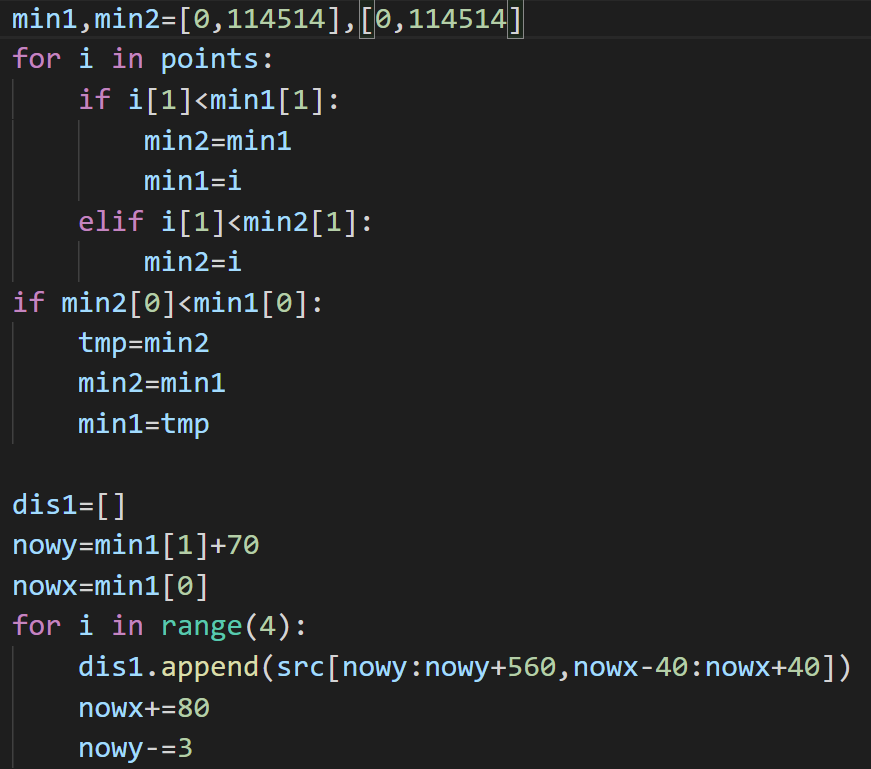 min1,min2=[0,114514],[0,114514]
for i in points:
    if i[1]<min1[1]:
        min2=min1
        min1=i
    elif i[1]<min2[1]:
        min2=i
if min2[0]<min1[0]:
    tmp=min2
    min2=min1
    min1=tmp

dis1=[]
nowy=min1[1]+70
nowx=min1[0]
for i in range(4):
    dis1.append(src[nowy:nowy+560,nowx-40:nowx+40])
    nowx+=80
    nowy-=3